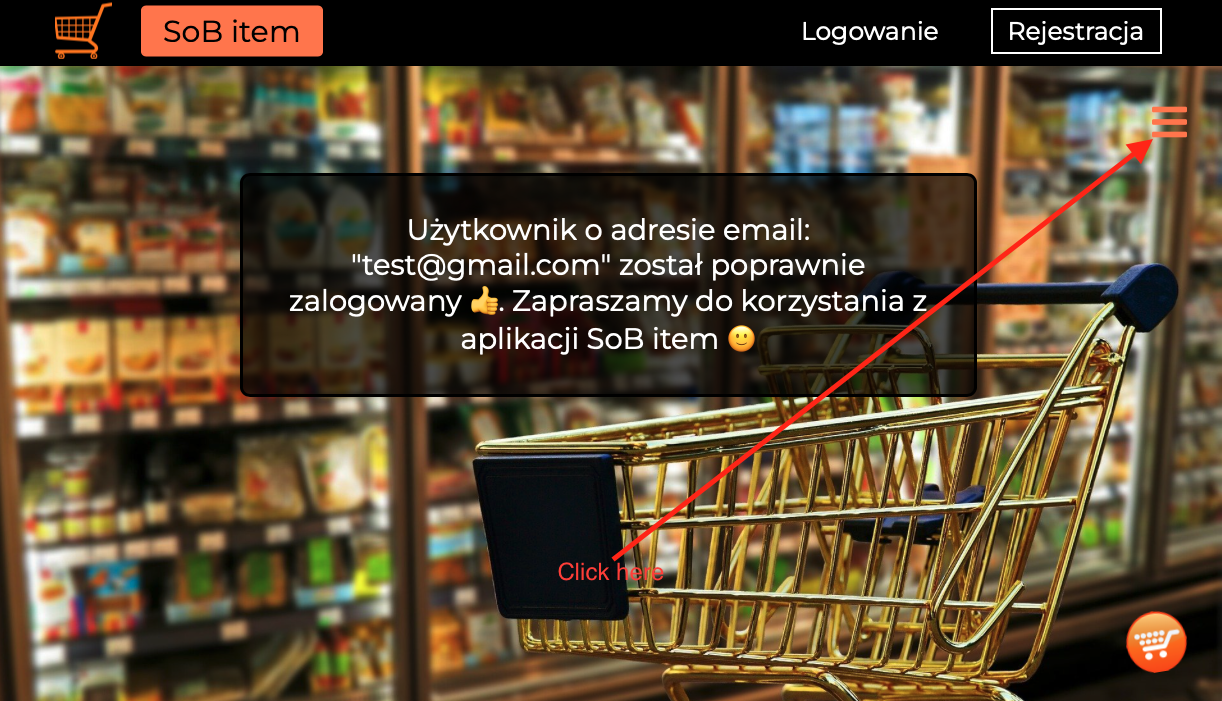 SoB item
Logowanie
Rejestracja
Użytkownik o adresie email:
"test@gmail.com" został poprawnie
zalogowany 👍. Zapraszamy do korzystania z
aplikacji SoB item 🙂
Click here